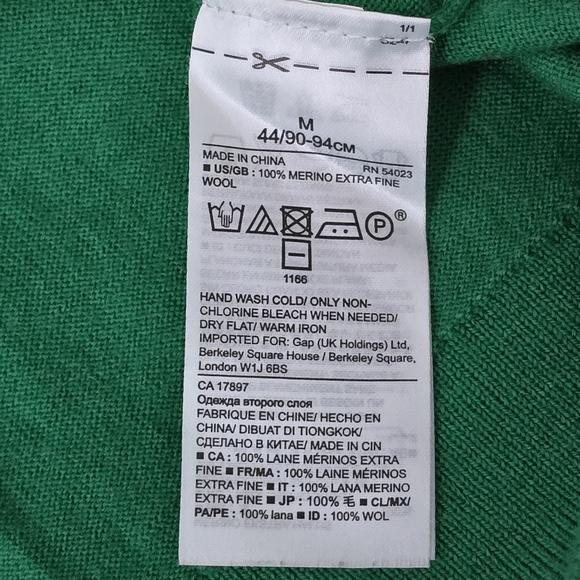 1/1
M
44/90-94CM
MADE IN CHINA RN 54023
■ US/GB : 100% MERINO EXTRA FINE
WOOL
P ®
1166
HAND WASH COLD/ ONLY NON-
CHLORINE BLEACH WHEN NEEDED/
DRY FLAT/ WARM IRON
IMPORTED FOR: Gap (UK Holdings) Ltd,
Berkeley Square House / Berkeley Square,
London W1J 6BS
CA 17897
Одежда второго слоя
FABRIQUE EN CHINE/ HECHO EN
CHINA/ DIBUAT DI TIONGKOK/
СДЕЛАНО В КИТАЕ/ MADE IN CIN
■ CA : 100% LAINE MÉRINOS EXTRA
FINE ■ FR/MA : 100% LAINE MÉRINOS
EXTRA FINE ■ IT : 100% LANA MERINO
EXTRA FINE ■ JP : 100% 毛 ■ CL/MX/
PA/PE : 100% lana ■ ID : 100% WOL